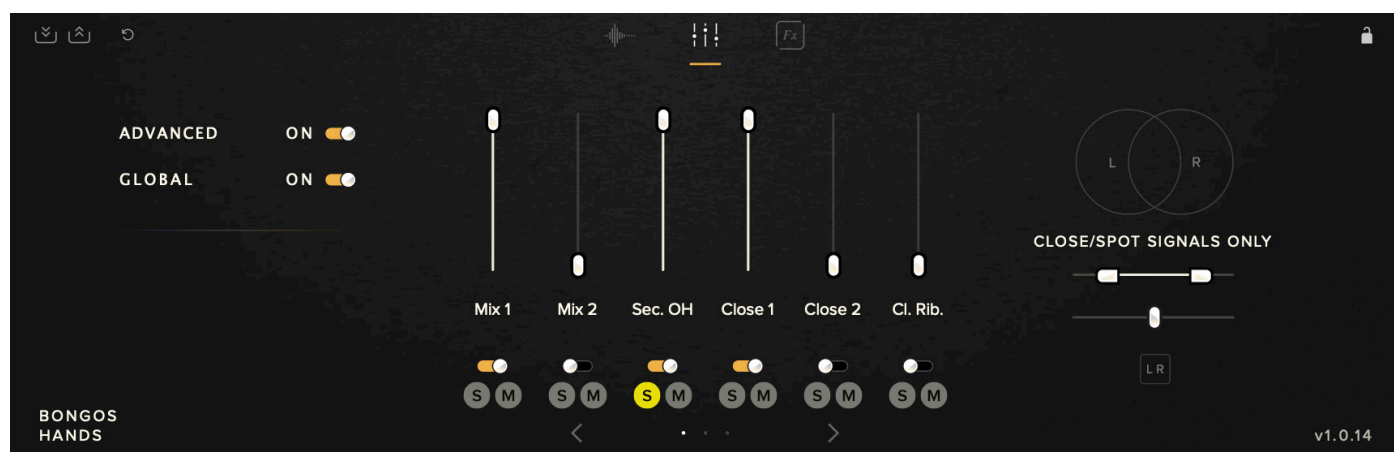 Fx
ADVANCED ON
GLOBAL ON
L R
CLOSE/SPOT SIGNALS ONLY
Mix 1 Mix 2 Sec. OH Close 1 Close 2 Cl. Rib.
S M S M S M S M S M S M
LR
BONGOS
HANDS
v1.0.14